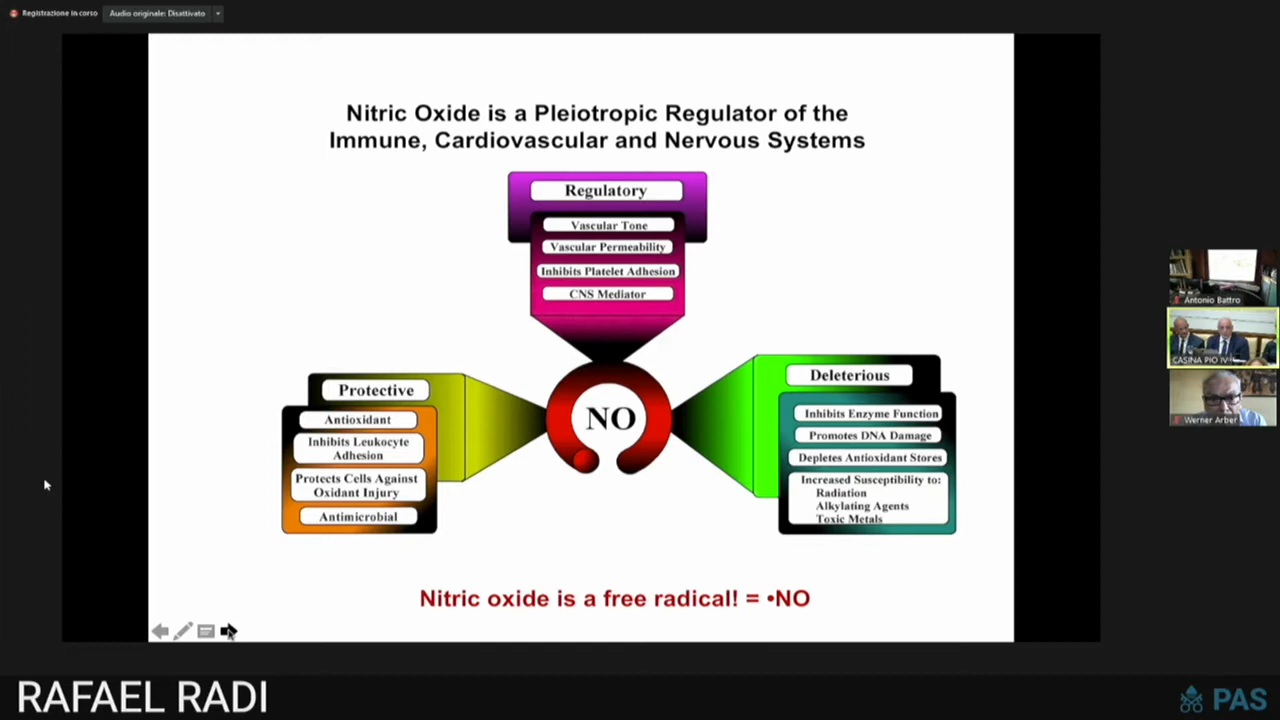 Registrazione in corso
Audio originale: Disattivato
Nitric Oxide is a Pleiotropic Regulator of the
Immune, Cardiovascular and Nervous Systems
Regulatory
Vascular Tone
Vascular Permeability
Inhibits Platelet Adhesion
CNS Mediator
Protective
Antioxidant
Inhibits Leukocyte
Adhesion
Protects Cells Against
Oxidant Injury
Antimicrobial
NO
Deleterious
Inhibits Enzyme Function
Promotes DNA Damage
Depletes Antioxidant Stores
Increased Susceptibility to:
Radiation
Alkylating Agents
Toxic Metals
Nitric oxide is a free radical! = •NO
Antonio Battro
CASINA PIO IV
Werner Arber
RAFAEL RADI
PAS